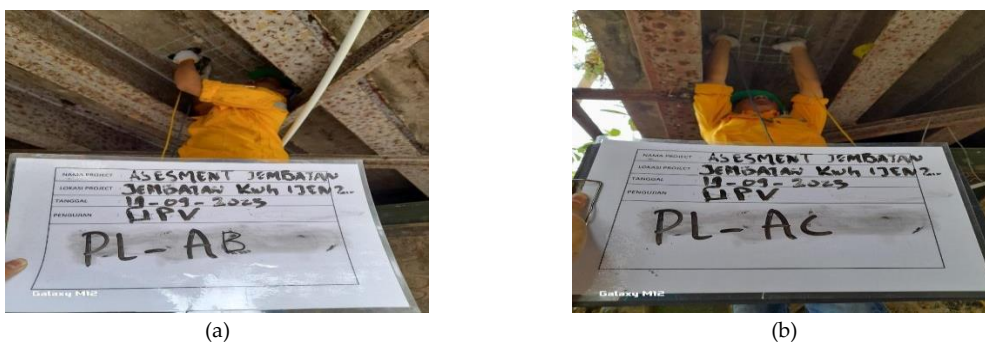 NAMA PROJECT ASESMENT JEMBATAN
LOKASI PROJECT JEMBATAN KWH IJEN 2
TANGGAL 19-09-2025
PENGUJIAN UPV
PL-AB
Galaxy M12
(a)
NAMA PROJECT ASESMENT JEMBATAN
LOKASI PROJECT JEMBATAN KWH IJEN 2
TANGGAL 19-09-2025
PENGUJIAN UPV
PL-AC
Galaxy M12
(b)